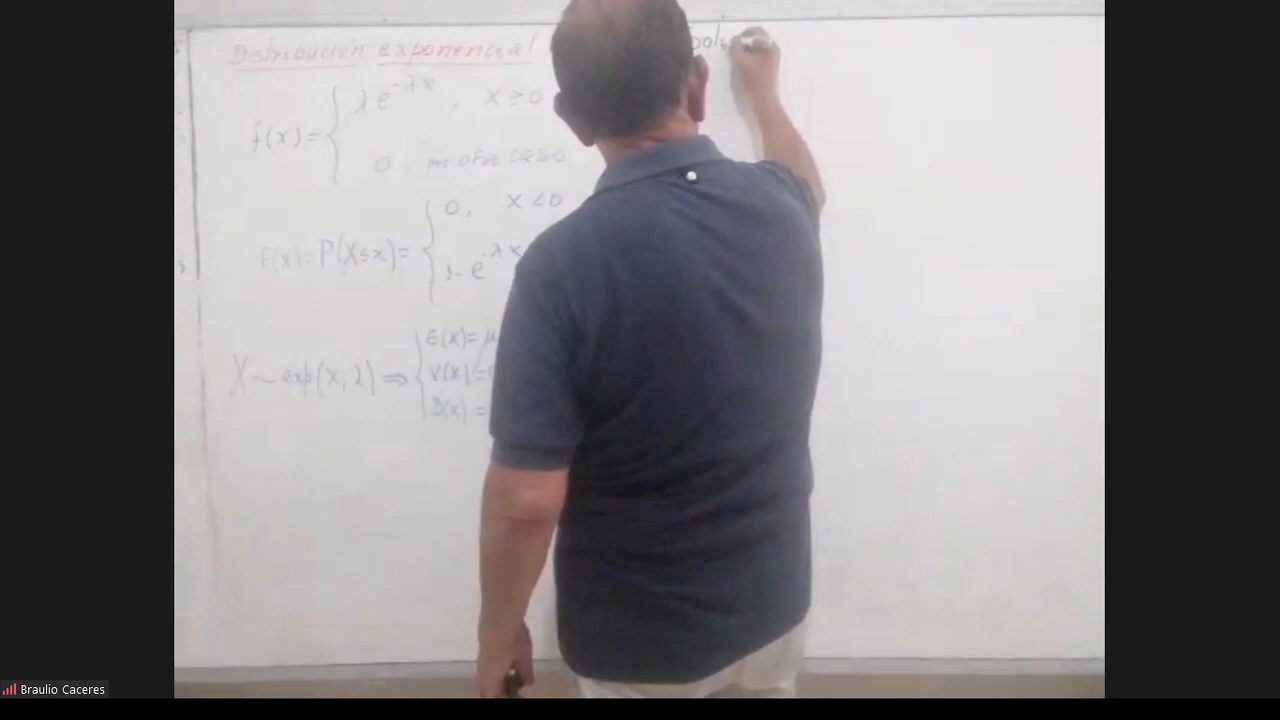 Distribución exponencial
f(x) = { λe^{-λx}, x ≥ 0
0, en otro caso
F(x) = P(X ≤ x) = { 0, x < 0
1 - e^{-λx}
X ~ exp(x; λ) ⇒ { E(x) = μ
V(x) =
D(x) =
Braulio Caceres